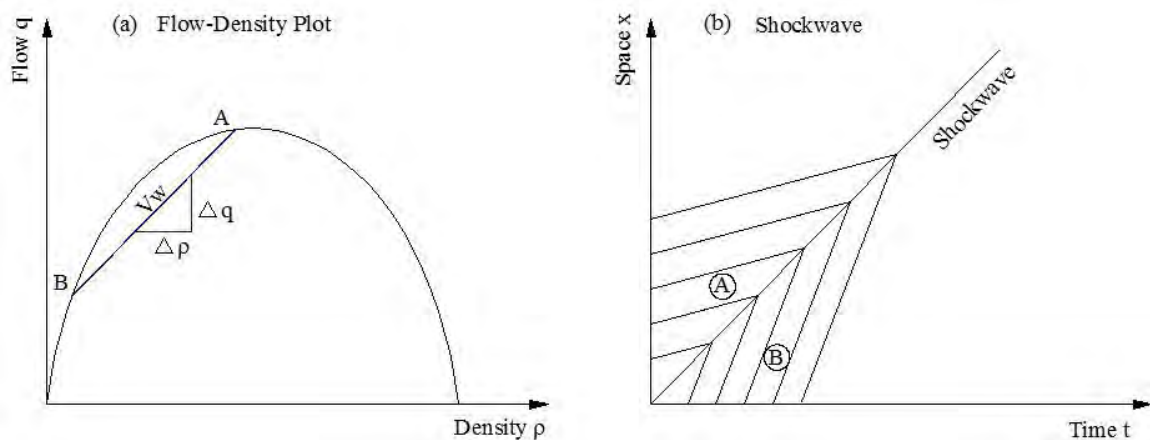 (a) Flow-Density Plot
Flow q
A
Vw
△ q
△ ρ
B
Density ρ
(b) Shockwave
Space x
Shockwave
A
B
Time t